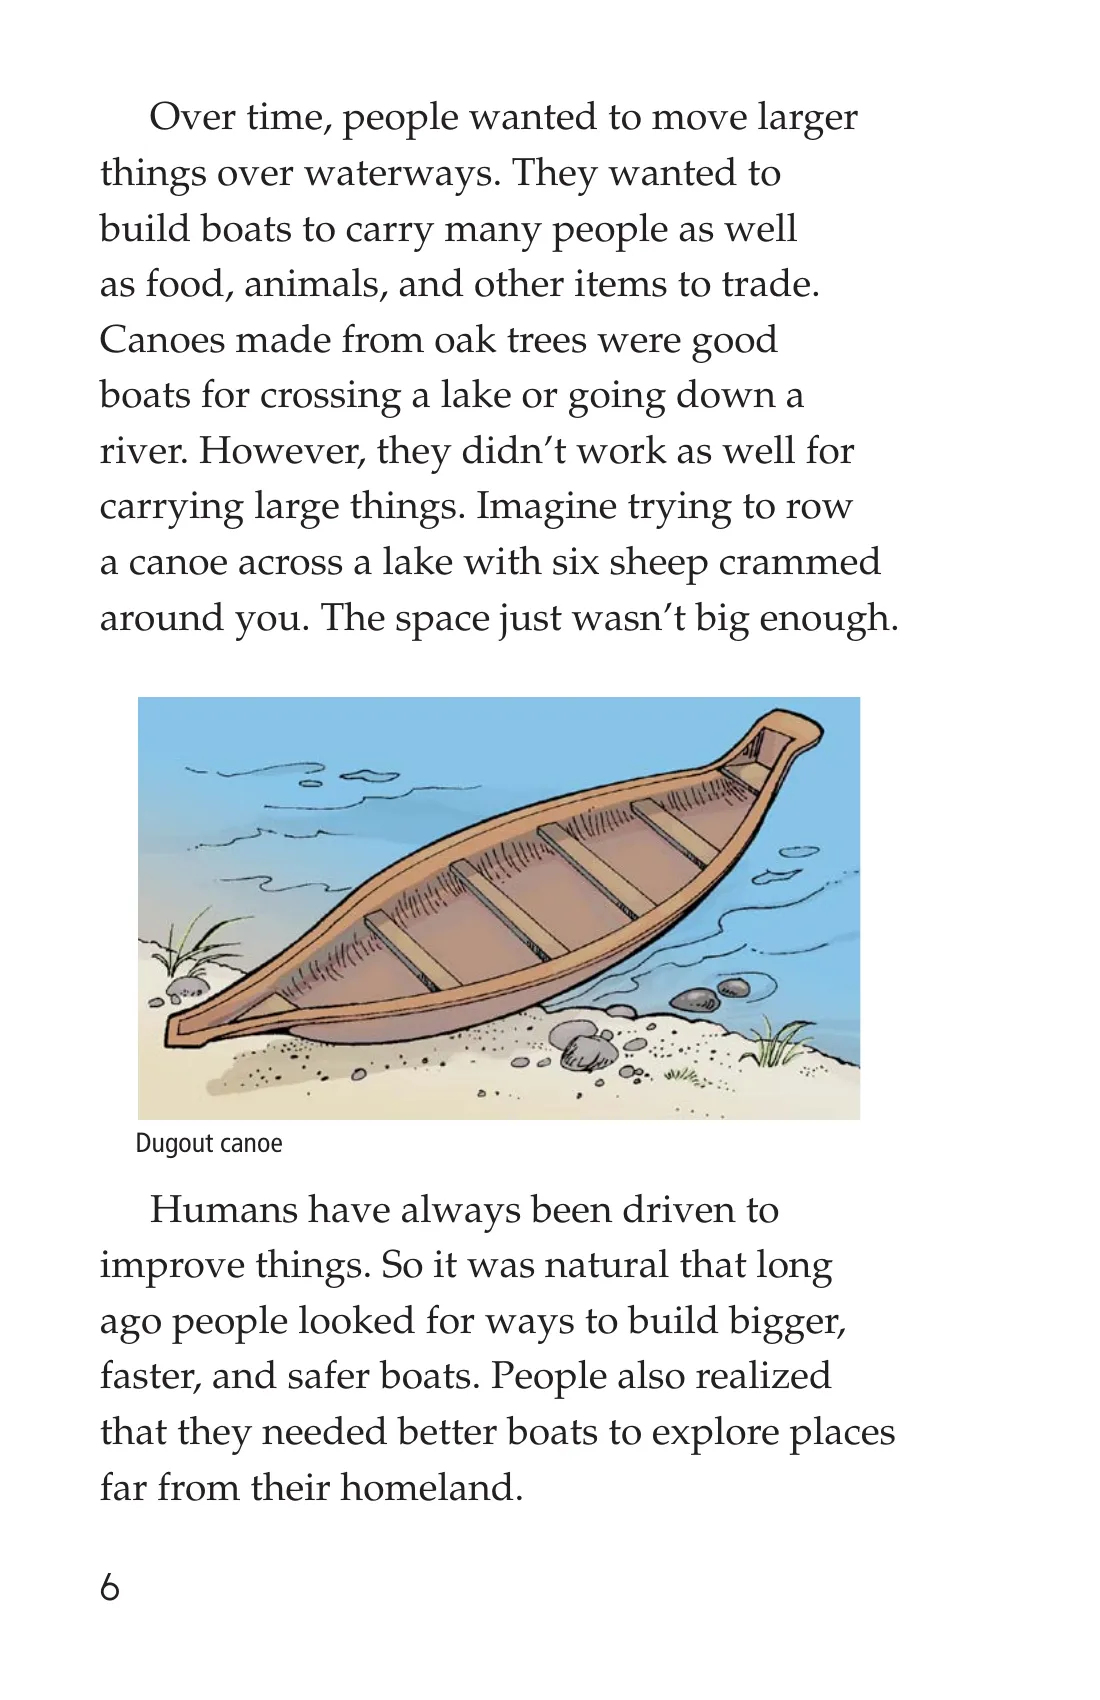 Over time, people wanted to move larger
things over waterways. They wanted to
build boats to carry many people as well
as food, animals, and other items to trade.
Canoes made from oak trees were good
boats for crossing a lake or going down a
river. However, they didn’t work as well for
carrying large things. Imagine trying to row
a canoe across a lake with six sheep crammed
around you. The space just wasn’t big enough.
Dugout canoe
Humans have always been driven to
improve things. So it was natural that long
ago people looked for ways to build bigger,
faster, and safer boats. People also realized
that they needed better boats to explore places
far from their homeland.
6